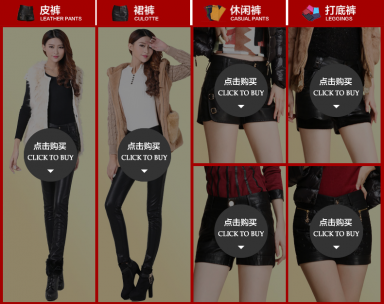 皮裤
LEATHER PANTS
裙裤
CULOTTE
休闲裤
CASUAL PANTS
打底裤
LEGGINGS
点击购买
CLICK TO BUY
点击购买
CLICK TO BUY
点击购买
CLICK TO BUY
点击购买
CLICK TO BUY
点击购买
CLICK TO BUY
点击购买
CLICK TO BUY